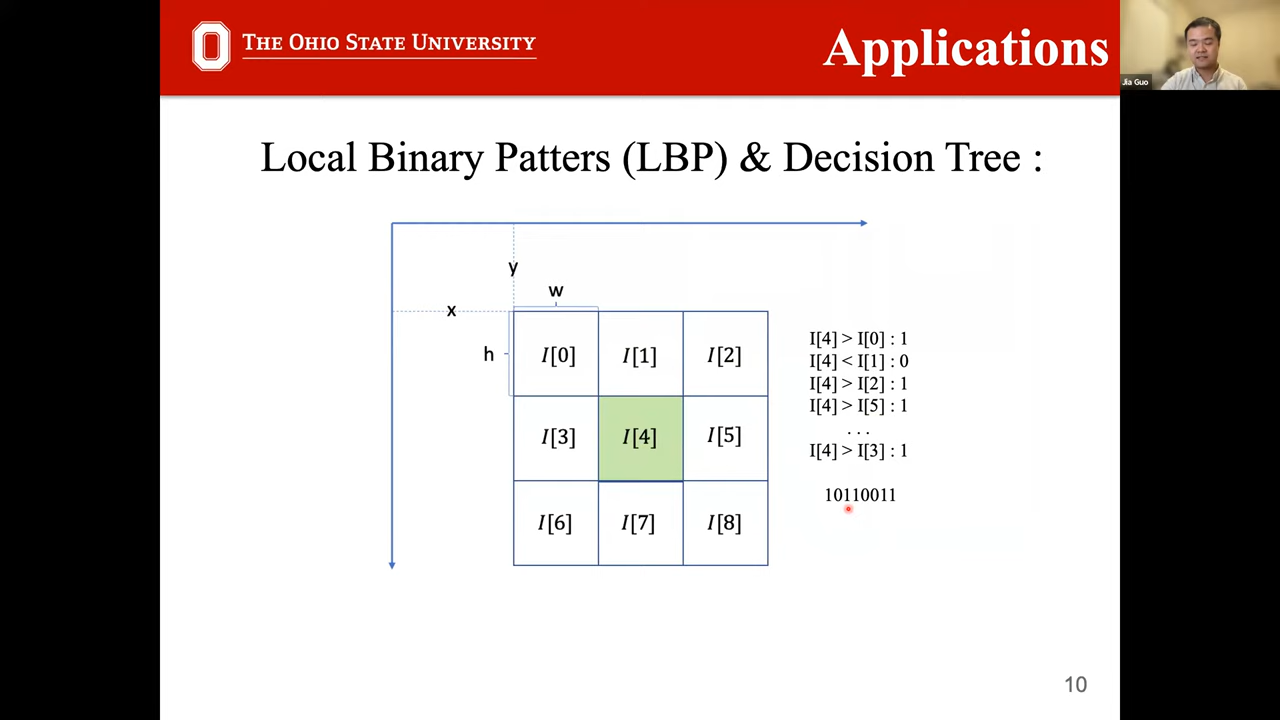 THE OHIO STATE UNIVERSITY
Applications
Jia Guo
Local Binary Patters (LBP) & Decision Tree :
y
w
x
h
I[0] I[1] I[2]
I[3] I[4] I[5]
I[6] I[7] I[8]
I[4] > I[0] : 1
I[4] < I[1] : 0
I[4] > I[2] : 1
I[4] > I[5] : 1
. . .
I[4] > I[3] : 1
10110011
10